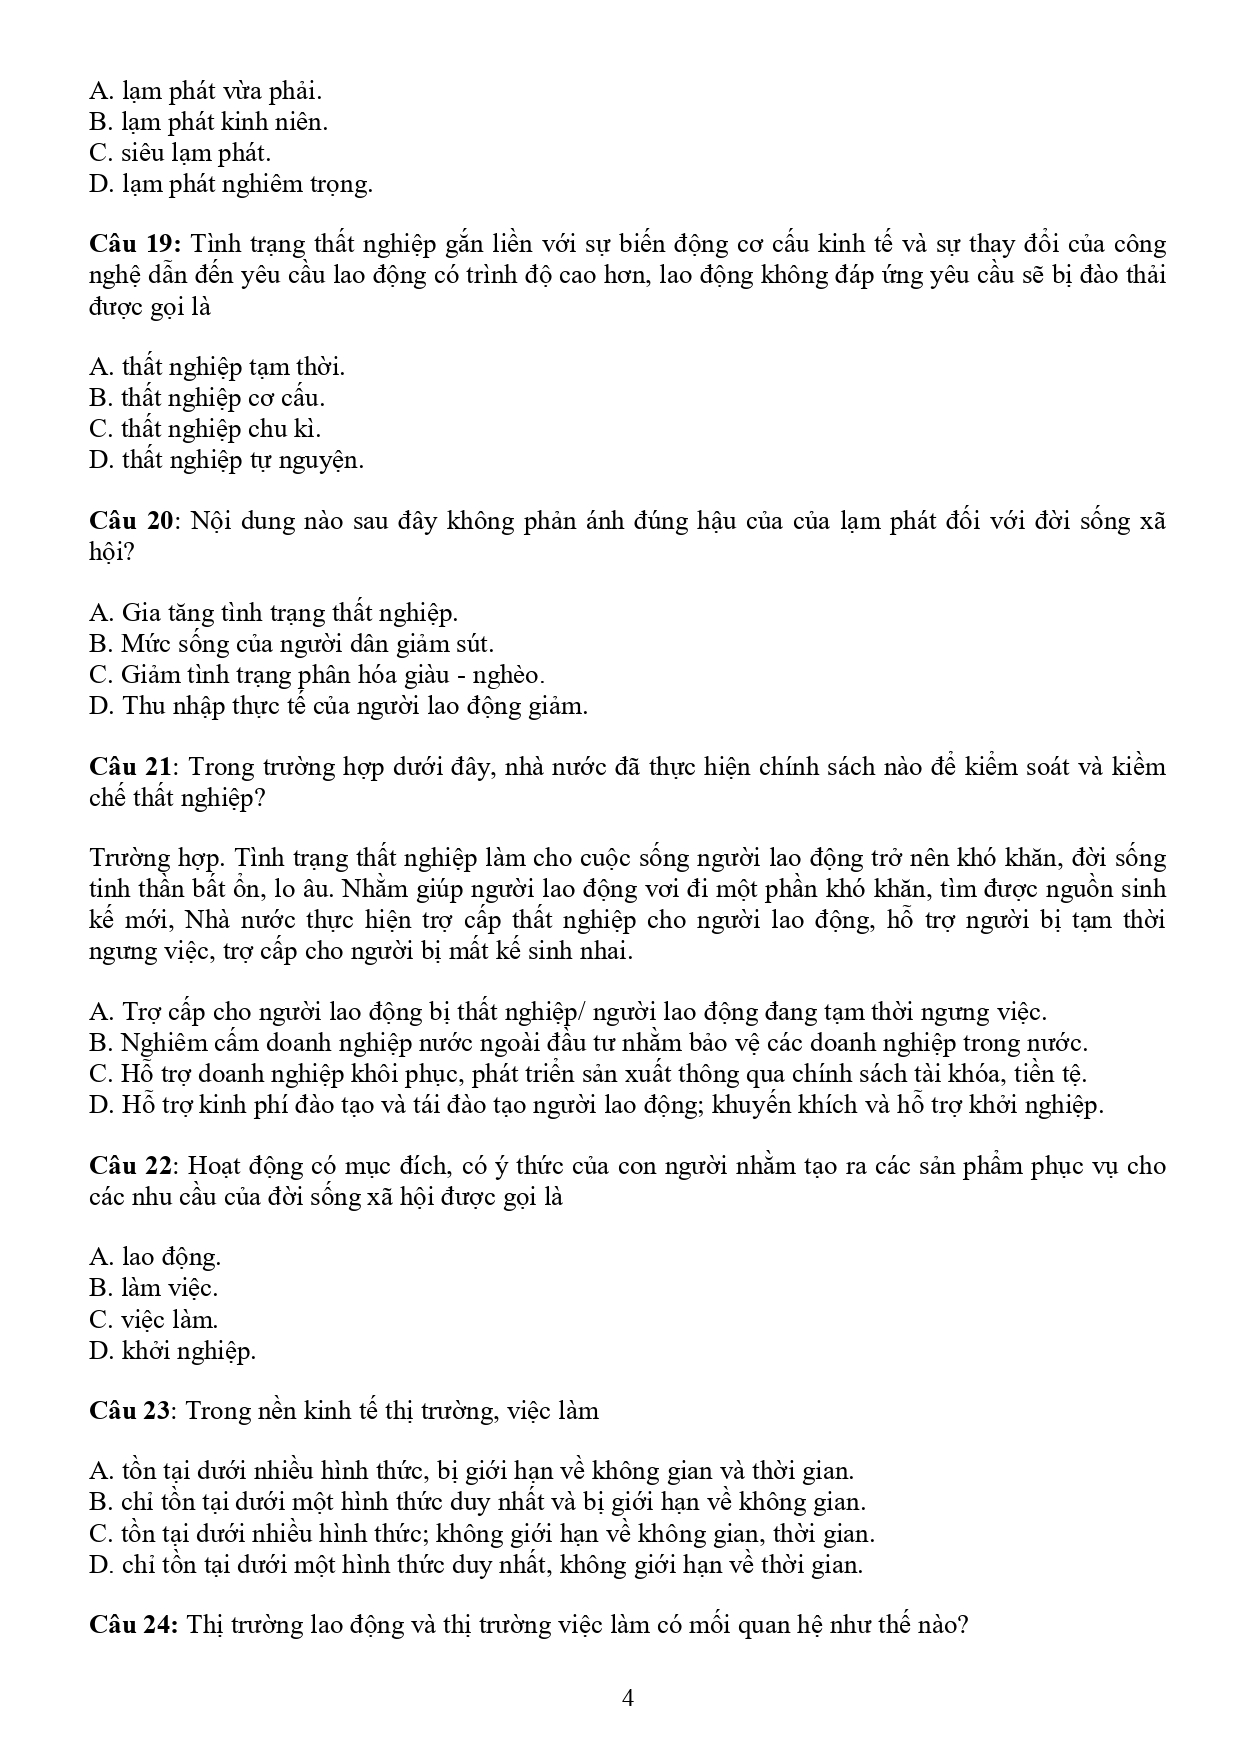 A. lạm phát vừa phải.
B. lạm phát kinh niên.
C. siêu lạm phát.
D. lạm phát nghiêm trọng.
Câu 19: Tình trạng thất nghiệp gắn liền với sự biến động cơ cấu kinh tế và sự thay đổi của công
nghệ dẫn đến yêu cầu lao động có trình độ cao hơn, lao động không đáp ứng yêu cầu sẽ bị đào thải
được gọi là
A. thất nghiệp tạm thời.
B. thất nghiệp cơ cấu.
C. thất nghiệp chu kì.
D. thất nghiệp tự nguyện.
Câu 20: Nội dung nào sau đây không phản ánh đúng hậu của của lạm phát đối với đời sống xã
hội?
A. Gia tăng tình trạng thất nghiệp.
B. Mức sống của người dân giảm sút.
C. Giảm tình trạng phân hóa giàu - nghèo.
D. Thu nhập thực tế của người lao động giảm.
Câu 21: Trong trường hợp dưới đây, nhà nước đã thực hiện chính sách nào để kiểm soát và kiềm
chế thất nghiệp?
Trường hợp. Tình trạng thất nghiệp làm cho cuộc sống người lao động trở nên khó khăn, đời sống
tinh thần bất ổn, lo âu. Nhằm giúp người lao động vơi đi một phần khó khăn, tìm được nguồn sinh
kế mới, Nhà nước thực hiện trợ cấp thất nghiệp cho người lao động, hỗ trợ người bị tạm thời
ngưng việc, trợ cấp cho người bị mất kế sinh nhai.
A. Trợ cấp cho người lao động bị thất nghiệp/ người lao động đang tạm thời ngưng việc.
B. Nghiêm cấm doanh nghiệp nước ngoài đầu tư nhằm bảo vệ các doanh nghiệp trong nước.
C. Hỗ trợ doanh nghiệp khôi phục, phát triển sản xuất thông qua chính sách tài khóa, tiền tệ.
D. Hỗ trợ kinh phí đào tạo và tái đào tạo người lao động; khuyến khích và hỗ trợ khởi nghiệp.
Câu 22: Hoạt động có mục đích, có ý thức của con người nhằm tạo ra các sản phẩm phục vụ cho
các nhu cầu của đời sống xã hội được gọi là
A. lao động.
B. làm việc.
C. việc làm.
D. khởi nghiệp.
Câu 23: Trong nền kinh tế thị trường, việc làm
A. tồn tại dưới nhiều hình thức, bị giới hạn về không gian và thời gian.
B. chỉ tồn tại dưới một hình thức duy nhất và bị giới hạn về không gian.
C. tồn tại dưới nhiều hình thức; không giới hạn về không gian, thời gian.
D. chỉ tồn tại dưới một hình thức duy nhất, không giới hạn về thời gian.
Câu 24: Thị trường lao động và thị trường việc làm có mối quan hệ như thế nào?
4